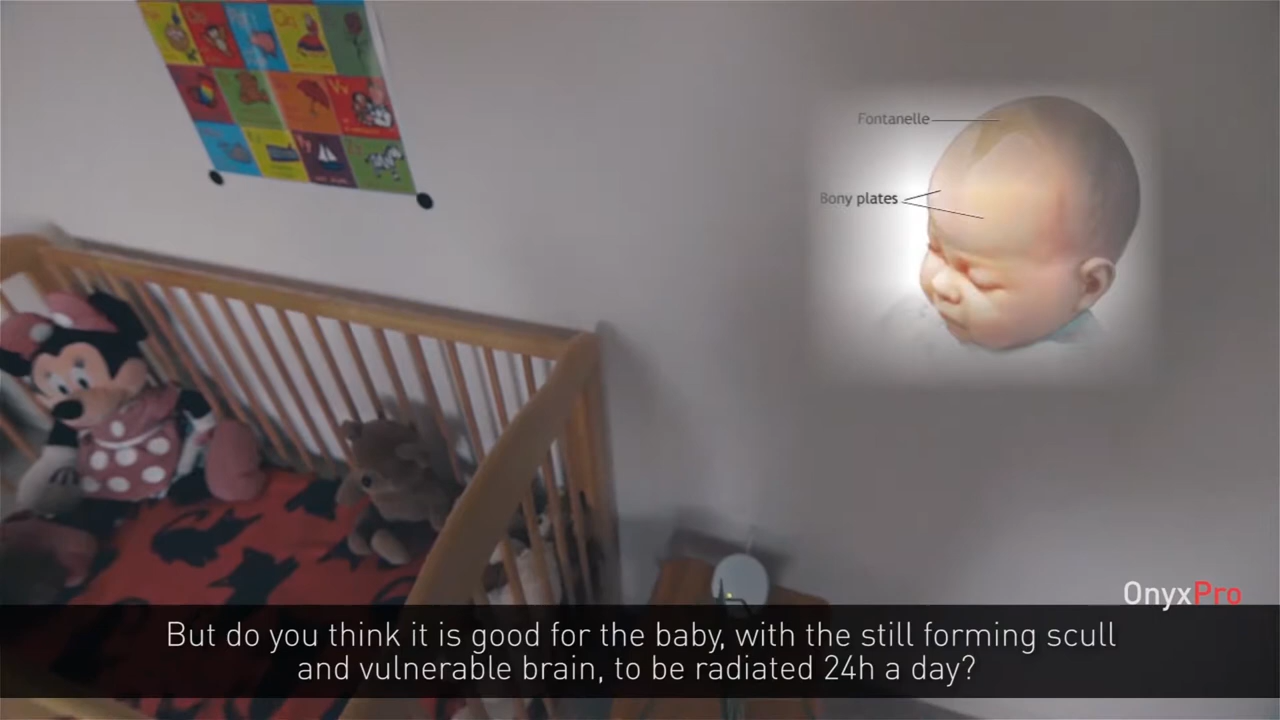 Fontanelle
Bony plates
OnyxPro
But do you think it is good for the baby, with the still forming scull
and vulnerable brain, to be radiated 24h a day?